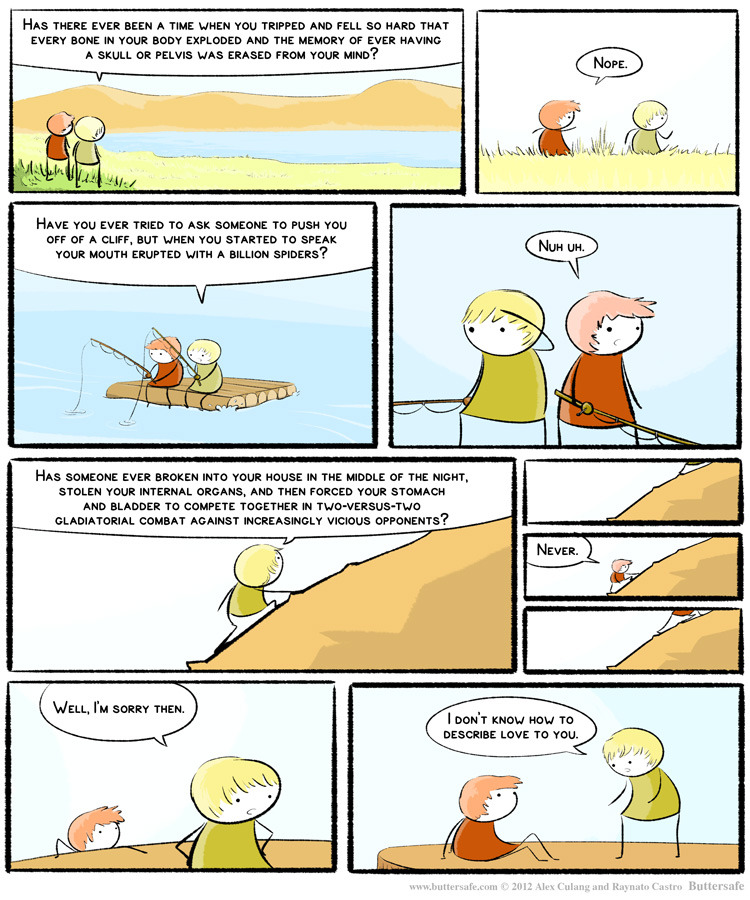 Has there ever been a time when you tripped and fell so hard that
every bone in your body exploded and the memory of ever having
a skull or pelvis was erased from your mind?
Nope.
Have you ever tried to ask someone to push you
off of a cliff, but when you started to speak
your mouth erupted with a billion spiders?
Nuh uh.
Has someone ever broken into your house in the middle of the night,
stolen your internal organs, and then forced your stomach
and bladder to compete together in two-versus-two
gladiatorial combat against increasingly vicious opponents?
Never.
Well, I'm sorry then.
I don't know how to
describe love to you.
www.buttersafe.com © 2012 Alex Culang and Raynato Castro Buttersafe